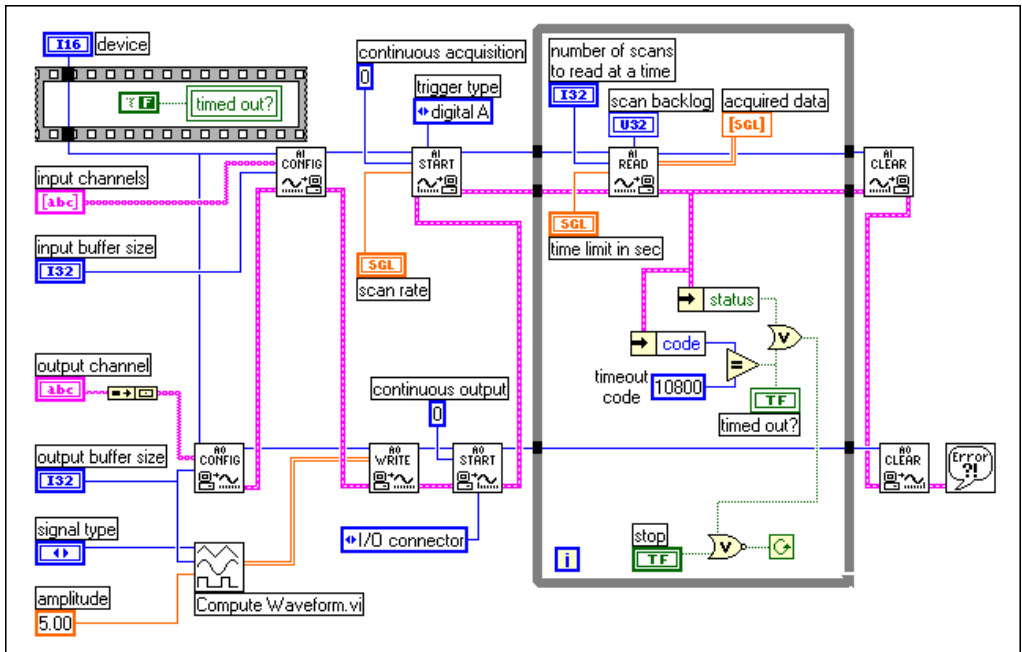 I16 device
continuous acquisition
0
trigger type
digital A
number of scans
to read at a time
I32
scan backlog
U32
acquired data
[SGL]
F
timed out?
AI
CONFIG
AI
START
AI
READ
AI
CLEAR
input channels
[abc]
input buffer size
I32
SGL
scan rate
SGL
time limit in sec
status
code
V
=
timeout
code
10800
TF
timed out?
output channel
abc
continuous output
0
output buffer size
I32
AO
CONFIG
AO
WRITE
AO
START
AO
CLEAR
Error
?!
signal type
I/O connector
stop
TF
V
i
amplitude
5.00
Compute Waveform.vi